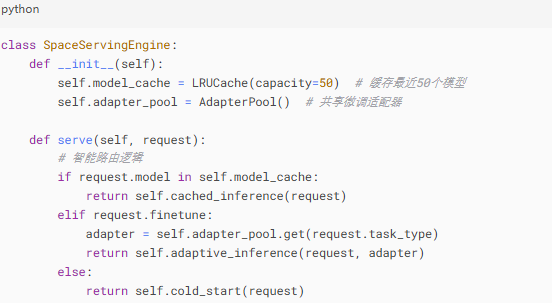 python
class SpaceServingEngine:
    def __init__(self):
        self.model_cache = LRUCache(capacity=50)  # 缓存最近50个模型
        self.adapter_pool = AdapterPool()  # 共享微调适配器
    def serve(self, request):
        # 智能路由逻辑
        if request.model in self.model_cache:
            return self.cached_inference(request)
        elif request.finetune:
            adapter = self.adapter_pool.get(request.task_type)
            return self.adaptive_inference(request, adapter)
        else:
            return self.cold_start(request)